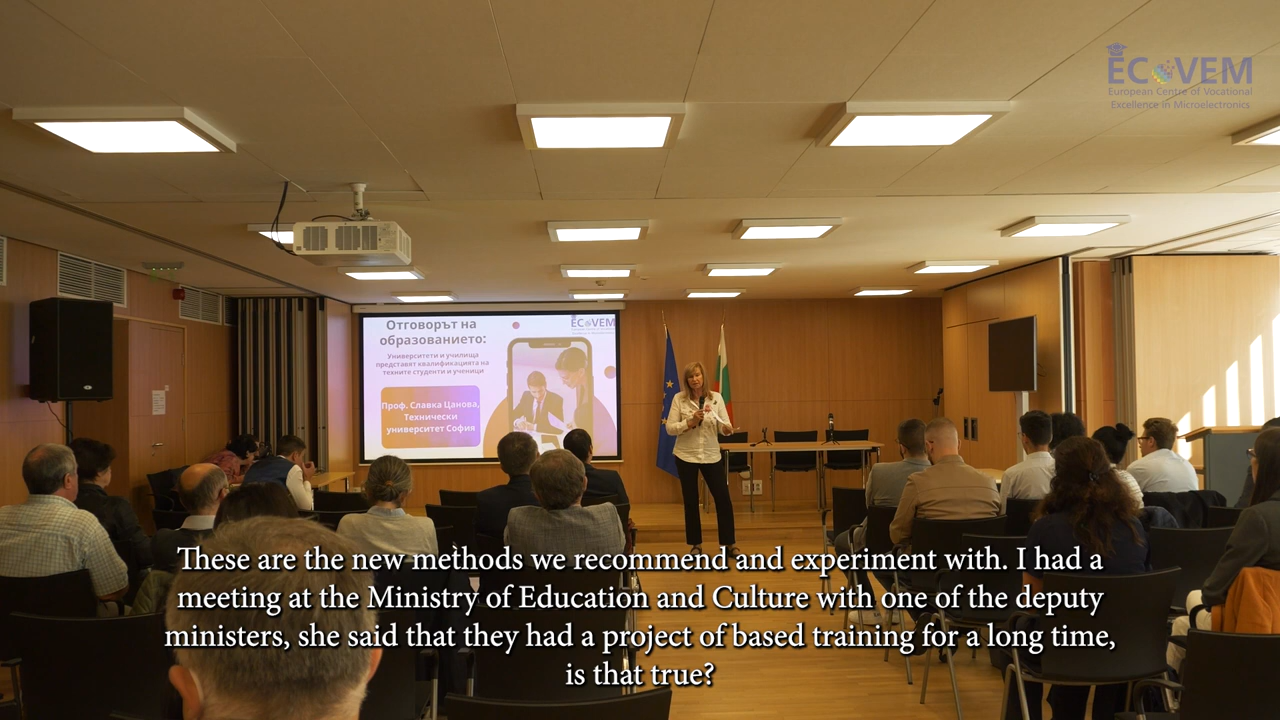 ECOVEM
European Centre of Vocational
Excellence in Microelectronics
Отговорът на
образованието:
ECOVEM
Университети и училища
представят квалификацията на
техните студенти и ученици
Проф. Славка Цанова,
Технически
университет София
These are the new methods we recommend and experiment with. I had a
meeting at the Ministry of Education and Culture with one of the deputy
ministers, she said that they had a project of based training for a long time,
is that true?